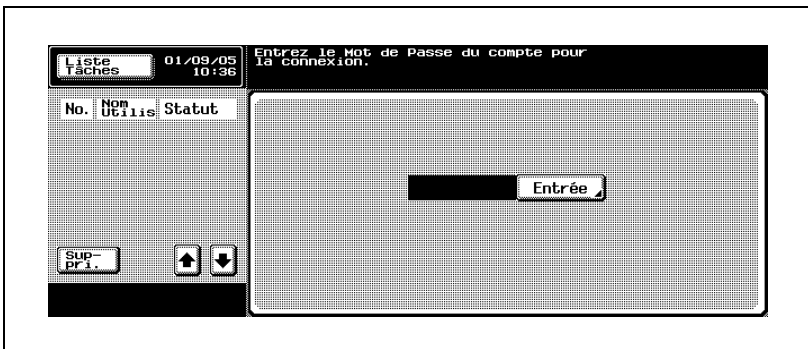 Liste
Tâches
01/09/05
10:36
Entrez le Mot de Passe du compte pour
la connexion.
No. Nom
Utilis Statut
Entrée
Sup-
pri.